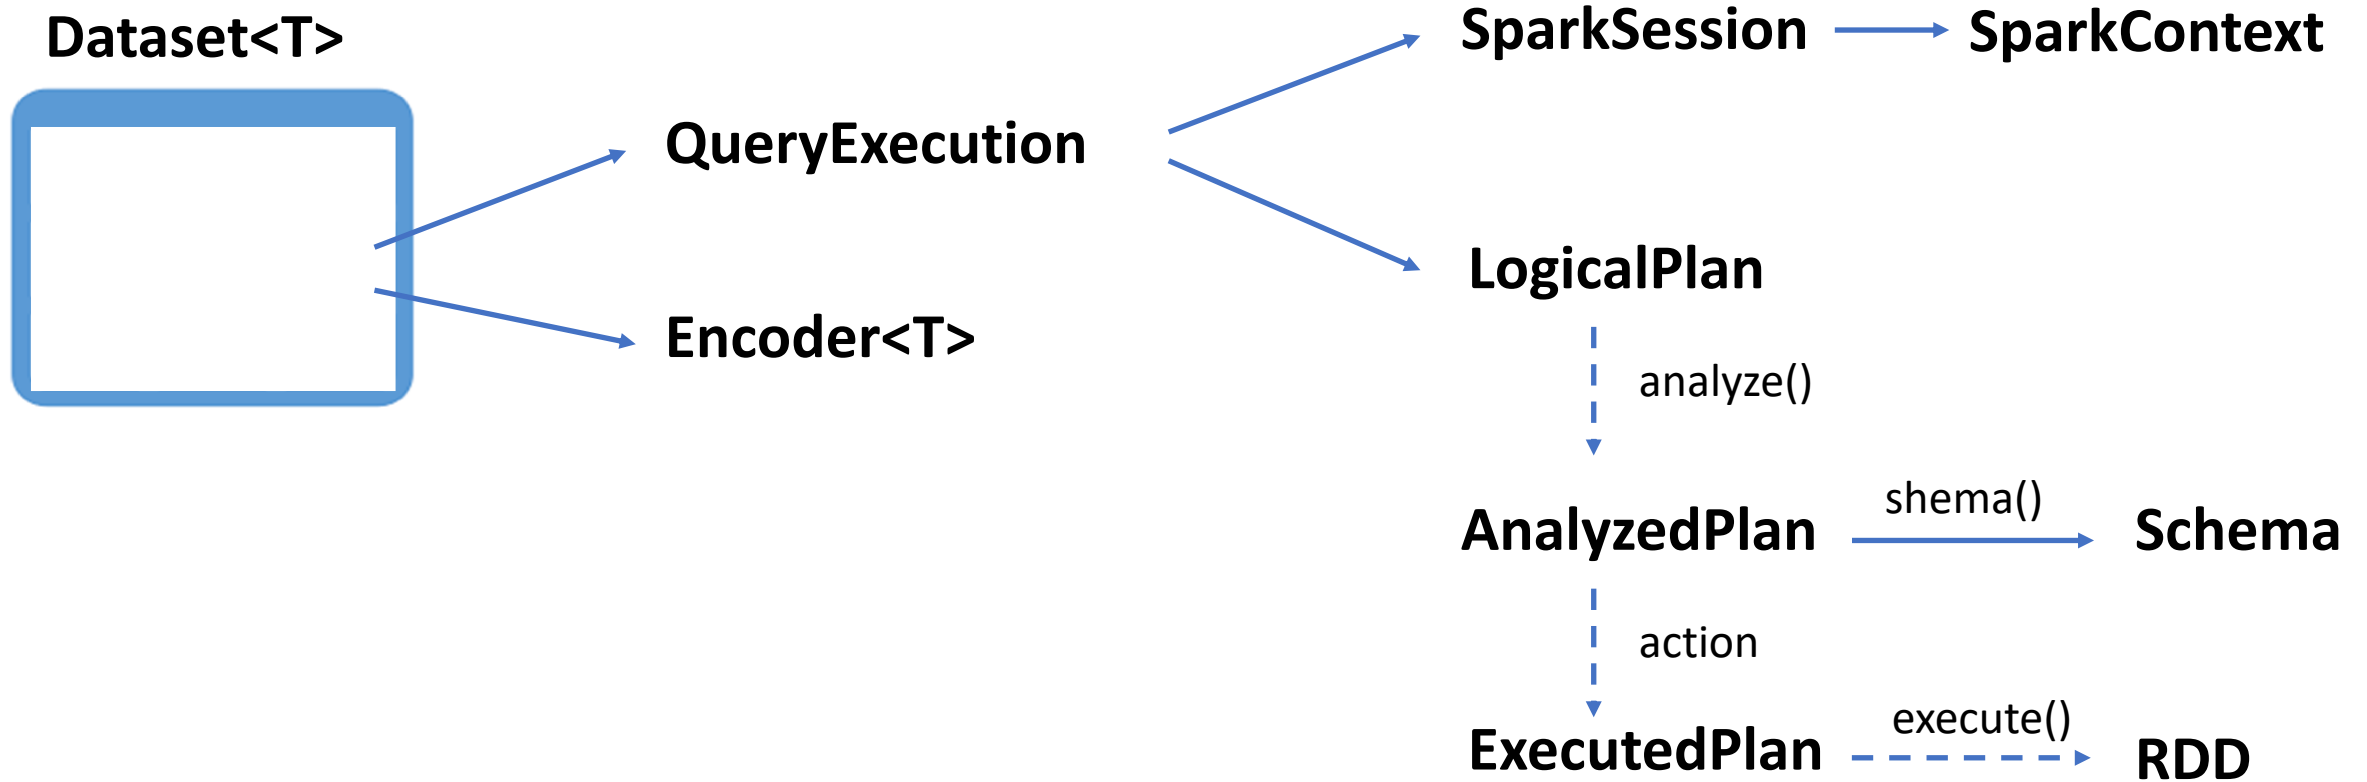 Dataset<T>
SparkSession
SparkContext
QueryExecution
LogicalPlan
Encoder<T>
analyze()
shema()
AnalyzedPlan
Schema
action
execute()
ExecutedPlan
RDD